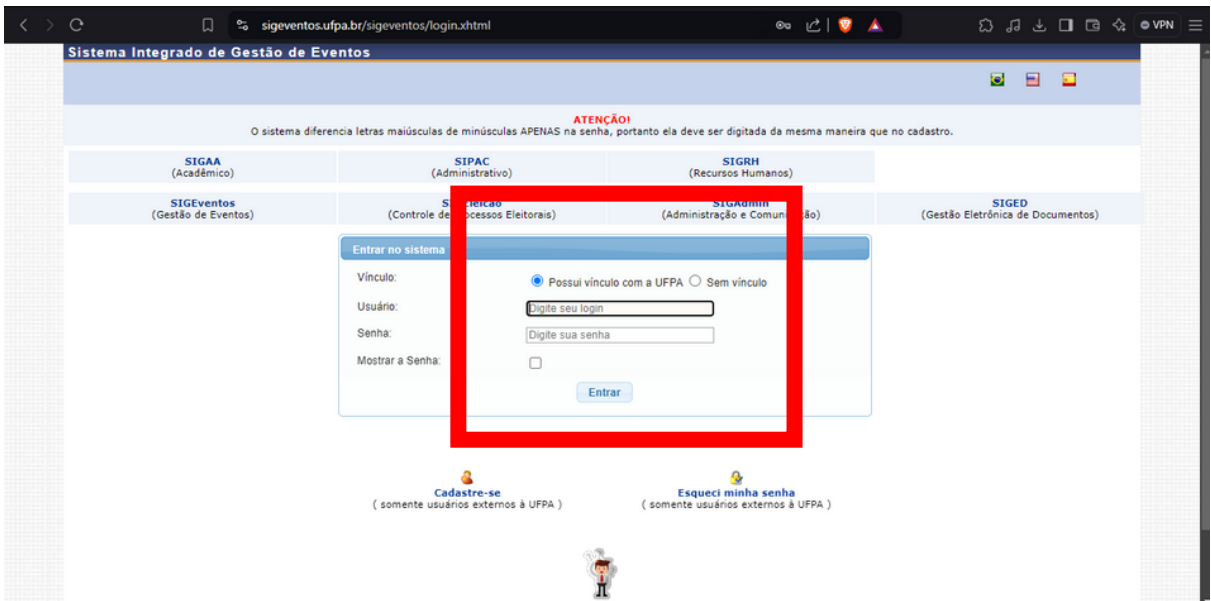 sigeventos.ufpa.br/sigeventos/login.xhtml
VPN
Sistema Integrado de Gestão de Eventos
ATENÇÃO!
O sistema diferencia letras maiúsculas de minúsculas APENAS na senha, portanto ela deve ser digitada da mesma maneira que no cadastro.
SIGAA
(Acadêmico)
SIPAC
(Administrativo)
SIGRH
(Recursos Humanos)
SIGEventos
(Gestão de Eventos)
(Controle de Processos Eleitorais)
SIGAdmin
(Administração e Comunicação)
SIGED
(Gestão Eletrônica de Documentos)
Entrar no sistema
Vínculo:
Possui vínculo com a UFPA
Sem vínculo
Usuário:
Digite seu login
Senha:
Digite sua senha
Mostrar a Senha:
Entrar
Cadastre-se
( somente usuários externos à UFPA )
Esqueci minha senha
( somente usuários externos à UFPA )